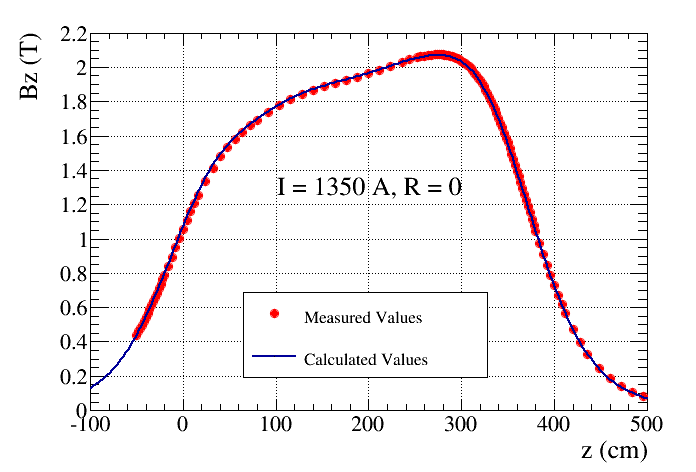 Bz (T)
2.2
2
1.8
1.6
1.4
1.2
1
0.8
0.6
0.4
0.2
0
I = 1350 A, R = 0
Measured Values
Calculated Values
-100 0 100 200 300 400 500
z (cm)